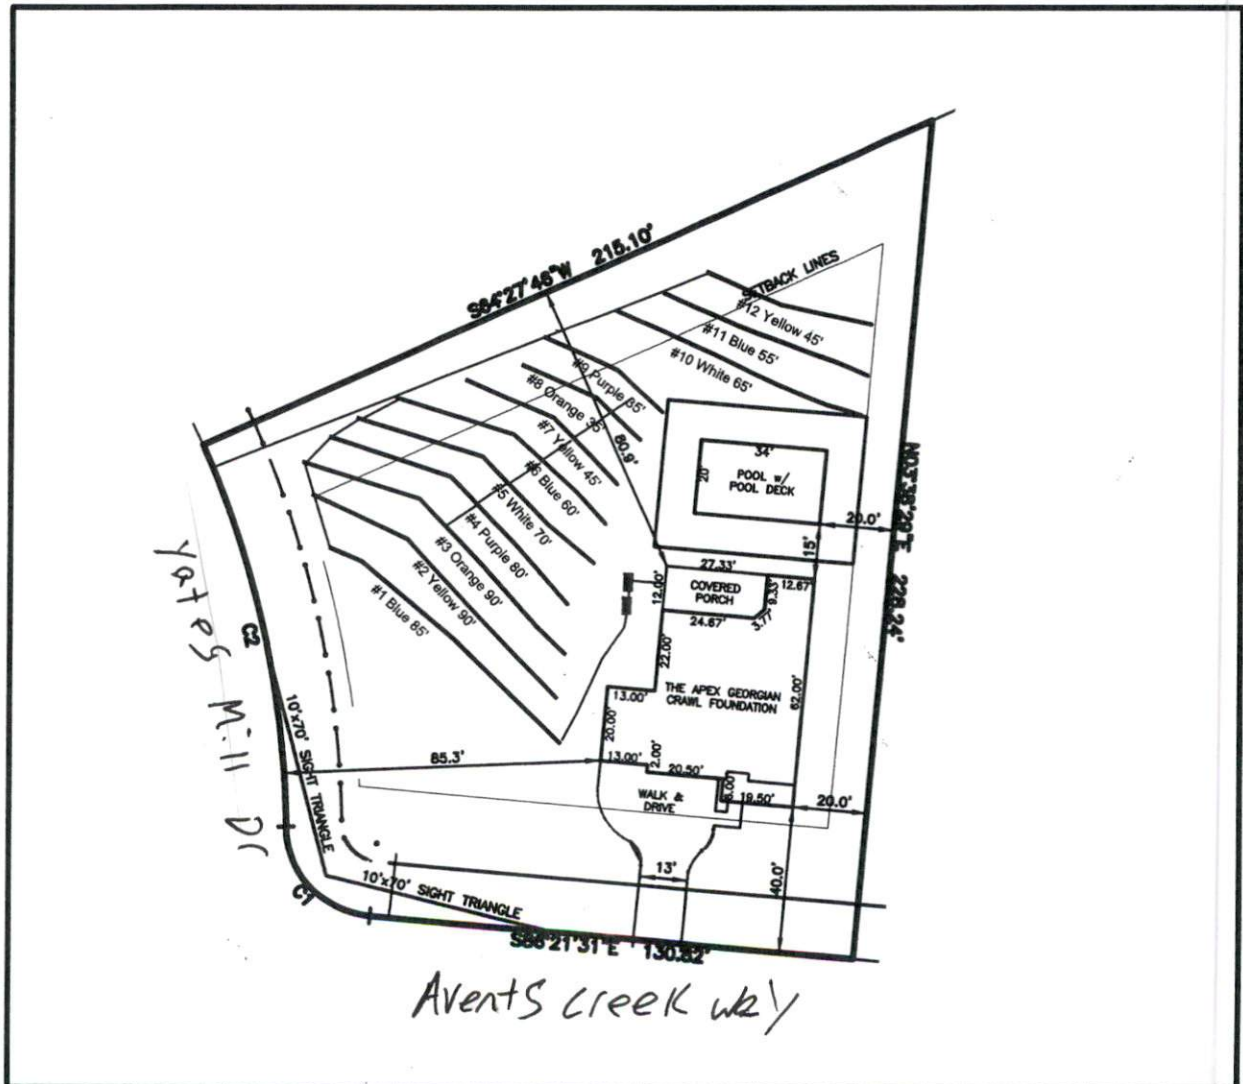 S64°27'46"W 215.10'
SETBACK LINES
#12 Yellow 45'
#11 Blue 55'
#10 White 65'
#9 Purple 85'
#8 Orange 35'
#7 Yellow 45'
#6 Blue 60'
#5 White 70'
#4 Purple 80'
#3 Orange 90'
#2 Yellow 90'
#1 Blue 85'
80.9'
34'
20'
POOL w/
POOL DECK
20.0'
15'
N03°38'29"E 228.24'
27.33'
12.67'
12.00'
COVERED
PORCH
9.33'
24.67'
3.77'
22.00'
62.00'
THE APEX GEORGIAN
CRAWL FOUNDATION
13.00'
20.00'
85.3'
13.00'
2.00'
20.50'
6.00'
19.50'
20.0'
WALK &
DRIVE
13'
40.0'
C2
10'x70' SIGHT TRIANGLE
Yates Mill Dr
C1
10'x70' SIGHT TRIANGLE
S86°21'31"E 130.82'
Avents creek way